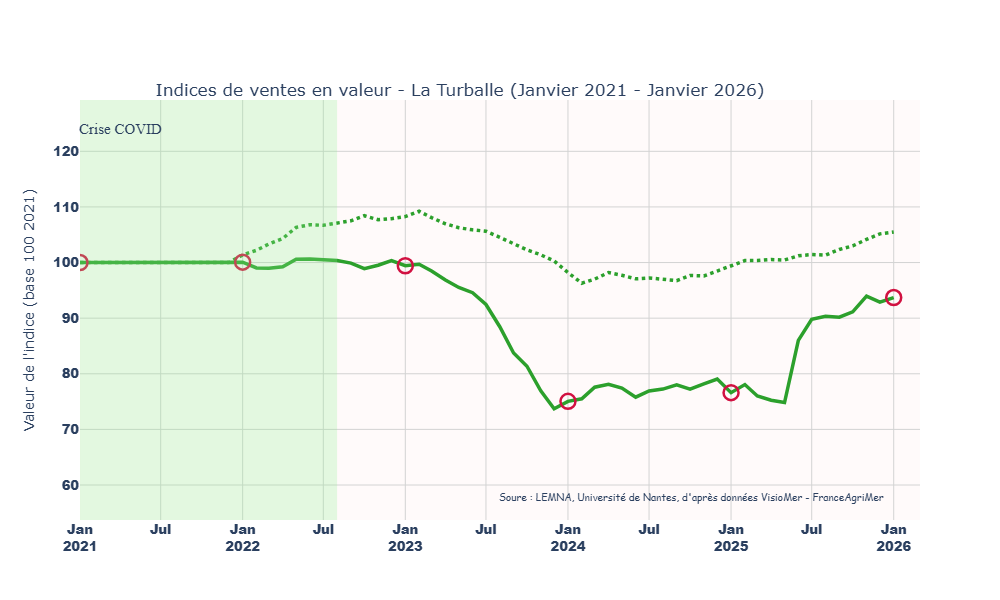 Indices de ventes en valeur - La Turballe (Janvier 2021 - Janvier 2026)
Crise COVID
Valeur de l'indice (base 100 2021)
120
110
100
90
80
70
60
Soure : LEMNA, Université de Nantes, d'après données VisioMer - FranceAgriMer
Jan Jul Jan Jul Jan Jul Jan Jul Jan Jul Jan
2021 2022 2023 2024 2025 2026